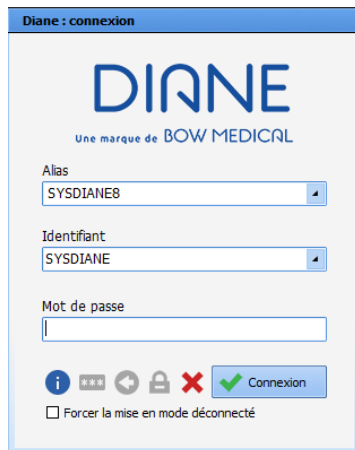 Diane : connexion
DIANE
Une marque de BOW MEDICAL
Alias
SYSDIANE8
Identifiant
SYSDIANE
Mot de passe
i *** Connexion
Forcer la mise en mode déconnecté